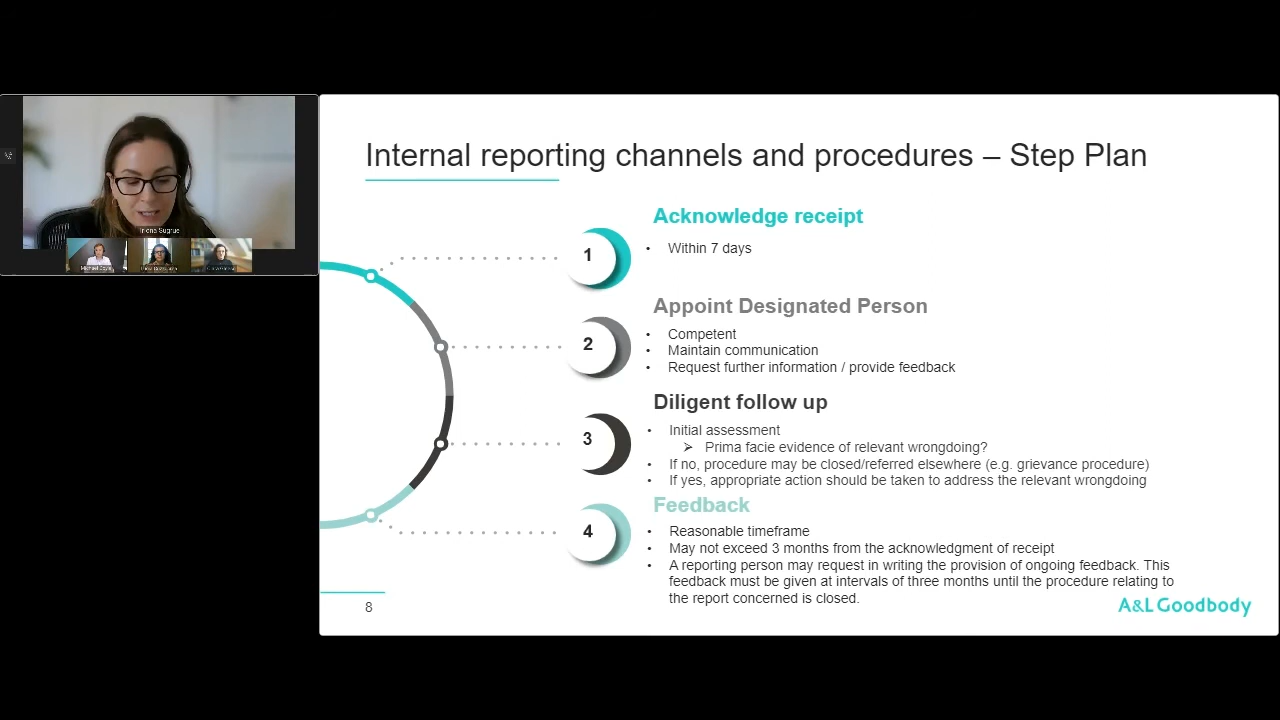 Internal reporting channels and procedures – Step Plan
Acknowledge receipt
1
• Within 7 days
Appoint Designated Person
2
• Competent
• Maintain communication
• Request further information / provide feedback
Diligent follow up
3
• Initial assessment
➢ Prima facie evidence of relevant wrongdoing?
• If no, procedure may be closed/referred elsewhere (e.g. grievance procedure)
• If yes, appropriate action should be taken to address the relevant wrongdoing
Feedback
4
• Reasonable timeframe
• May not exceed 3 months from the acknowledgment of receipt
• A reporting person may request in writing the provision of ongoing feedback. This
feedback must be given at intervals of three months until the procedure relating to
the report concerned is closed.
8
A&L Goodbody
Triona Sugrue
Michael Doyle